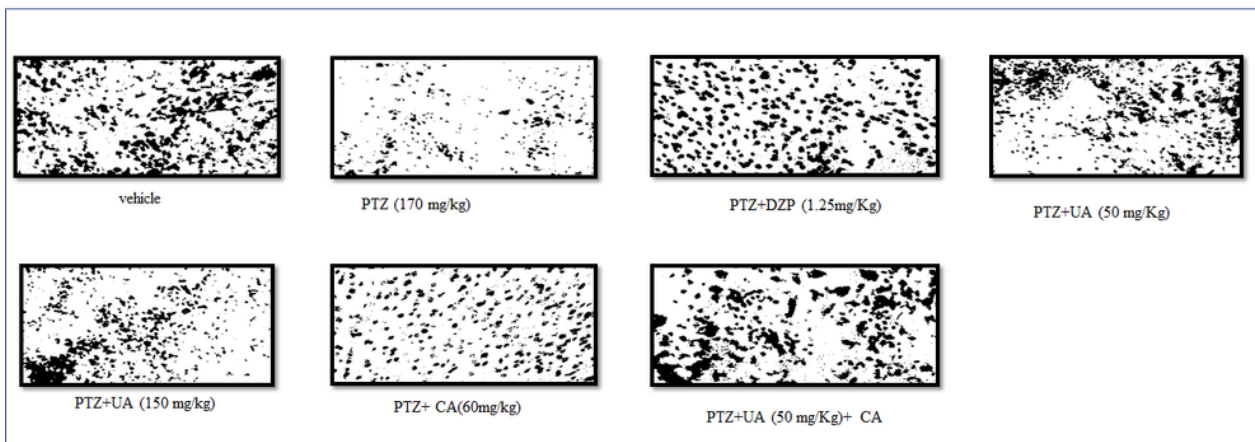 vehicle
PTZ (170 mg/kg)
PTZ+DZP (1.25mg/Kg)
PTZ+UA (50 mg/Kg)
PTZ+UA (150 mg/kg)
PTZ+ CA(60mg/kg)
PTZ+UA (50 mg/Kg)+ CA